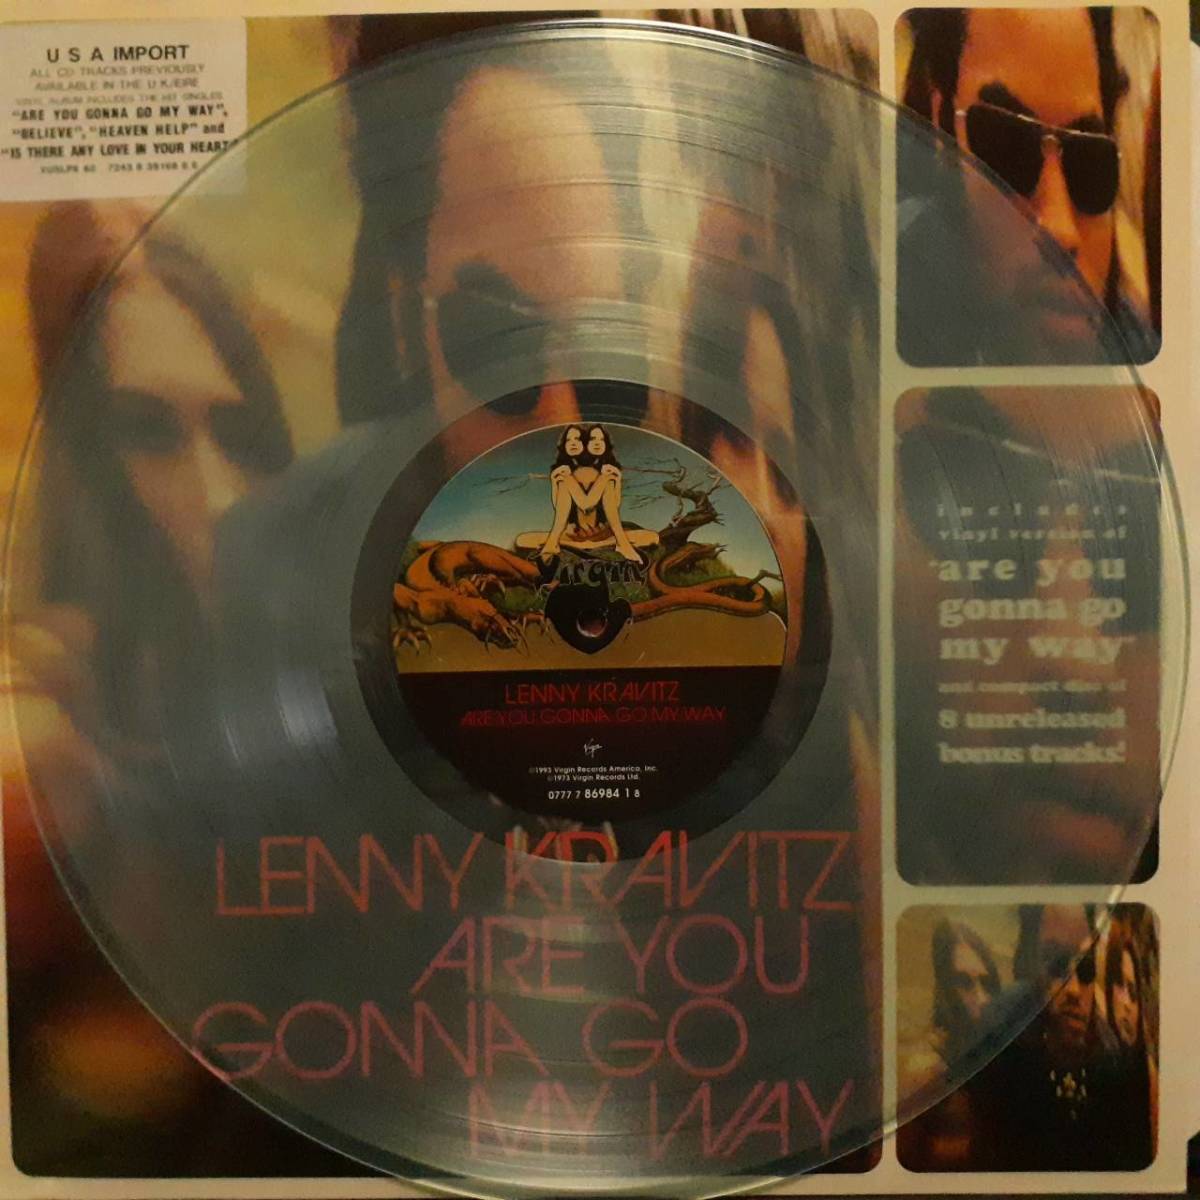 U S A IMPORT
ALL CD TRACKS PREVIOUSLY
AVAILABLE IN THE U.K/EIRE
VINYL ALBUM INCLUDES THE HIT SINGLES
"ARE YOU GONNA GO MY WAY",
"BELIEVE", "HEAVEN HELP" and
"IS THERE ANY LOVE IN YOUR HEART"
includes
vinyl version of
"are you
gonna go
my way"
and compact disc of
8 unreleased
bonus tracks!
Virgin
LENNY KRAVITZ
ARE YOU GONNA GO MY WAY
Virgin
©1993 Virgin Records America, Inc.
©1973 Virgin Records Ltd.
0777 7 86984 1 8
LENNY KRAVITZ
ARE YOU
GONNA GO
MY WAY